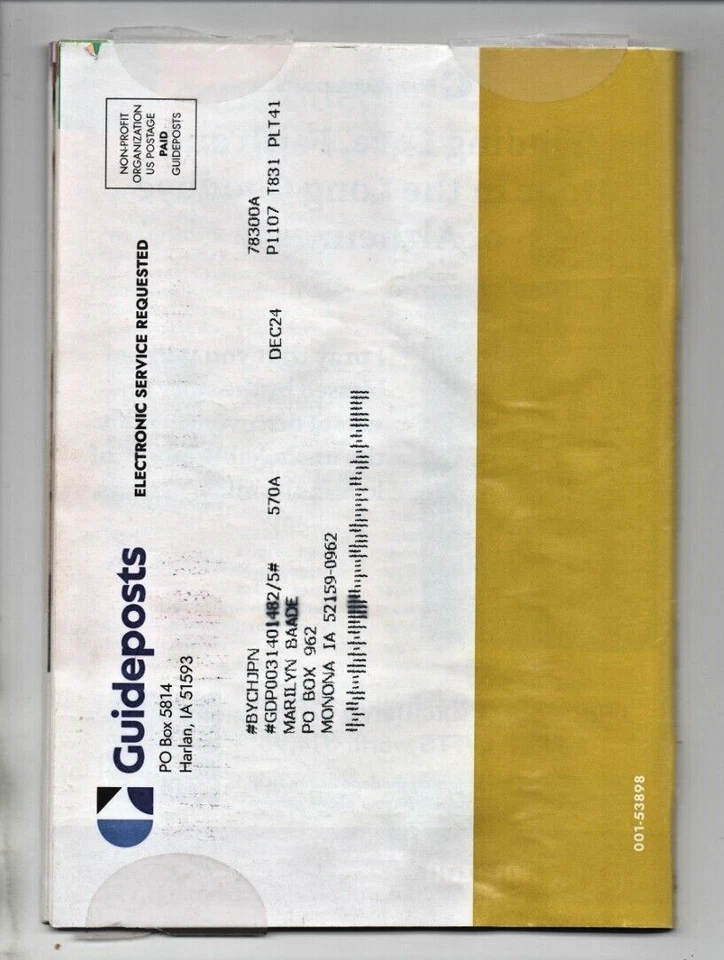 Guideposts
PO Box 5814
Harlan, IA 51593
ELECTRONIC SERVICE REQUESTED
NON-PROFIT
ORGANIZATION
US POSTAGE
PAID
GUIDEPOSTS
#BYCHJPN 78300A
#GDP0031401482/5# 570A DEC24 P1107 T831 PLT41
MARILYN BAADE
PO BOX 962
MONONA IA 52159-0962
001-53898